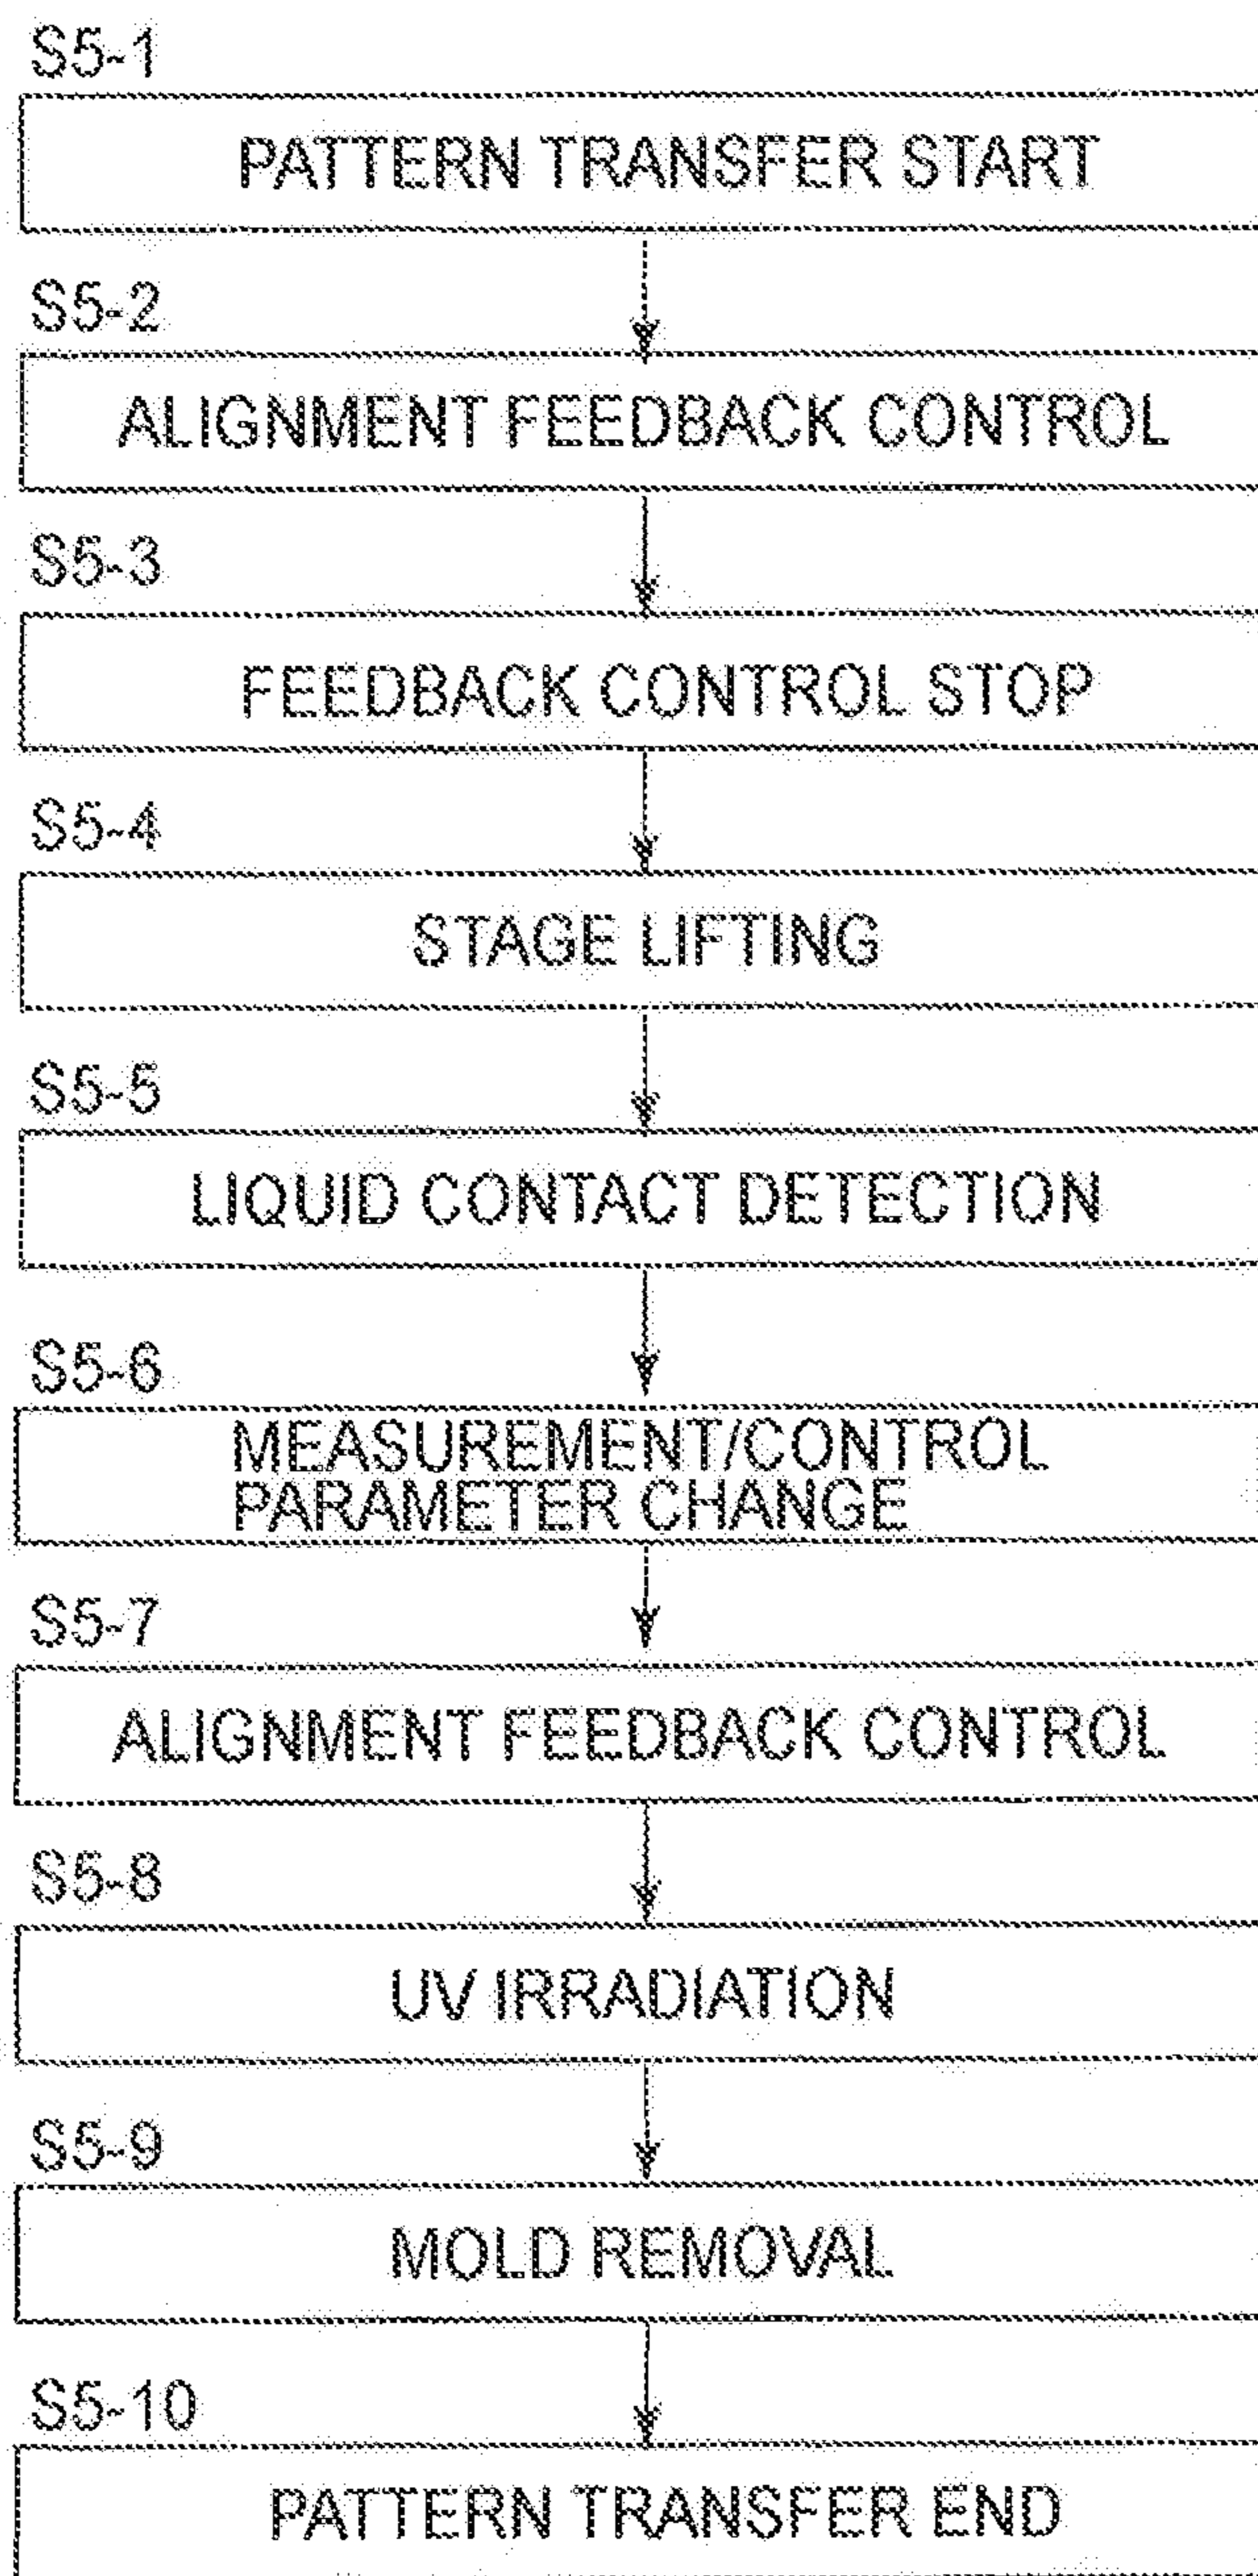 S5-1
PATTERN TRANSFER START
S5-2
ALIGNMENT FEEDBACK CONTROL
S5-3
FEEDBACK CONTROL STOP
S5-4
STAGE LIFTING
S5-5
LIQUID CONTACT DETECTION
S5-6
MEASUREMENT/CONTROL
PARAMETER CHANGE
S5-7
ALIGNMENT FEEDBACK CONTROL
S5-8
UV IRRADIATION
S5-9
MOLD REMOVAL
S5-10
PATTERN TRANSFER END